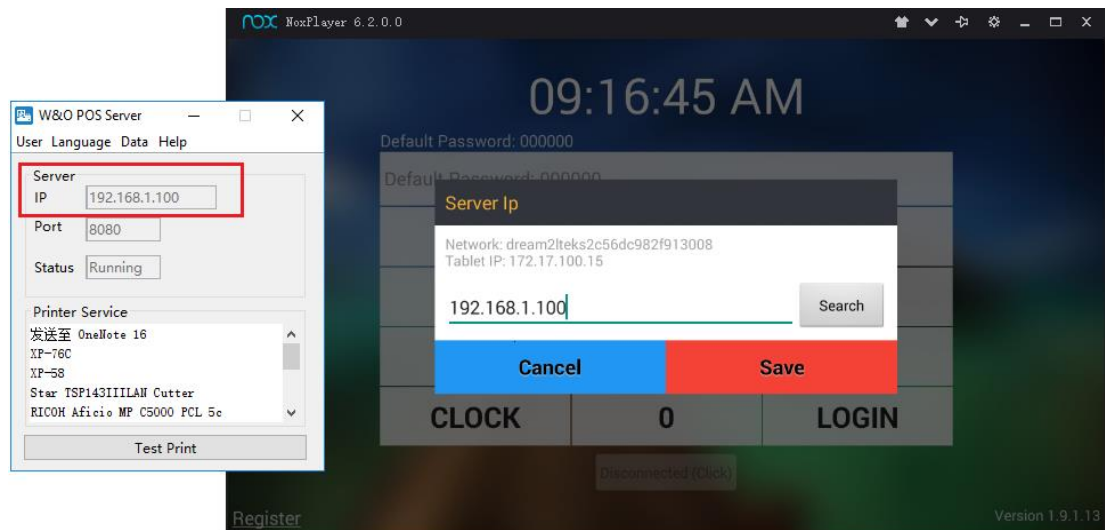 nox NoxPlayer 6.2.0.0
09:16:45 AM
Default Password: 000000
Default Password: 000000
W&O POS Server
User Language Data Help
Server
IP 192.168.1.100
Port 8080
Status Running
Printer Service
发送至 OneNote 16
XP-76C
XP-58
Star TSP143IIILAN Cutter
RICOH Aficio MP C5000 PCL 5c
Test Print
Server Ip
Network: dream2lteks2c56dc982f913008
Tablet IP: 172.17.100.15
192.168.1.100 Search
Cancel Save
CLOCK 0 LOGIN
Disconnected (Click)
Register Version 1.9.1.13